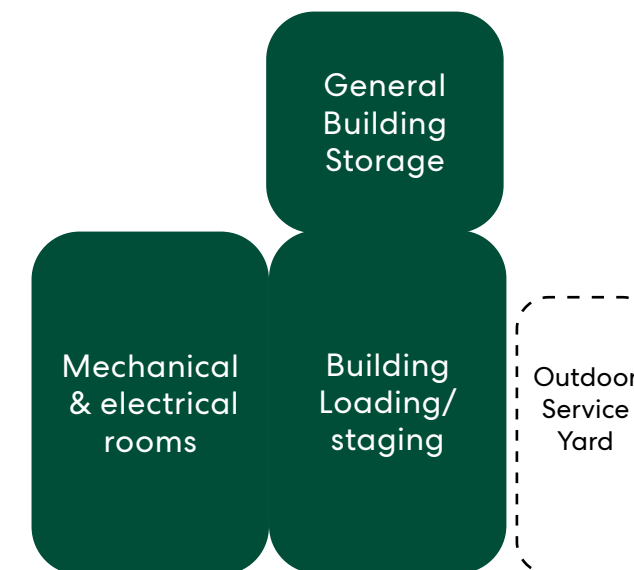 General
Building
Storage
Mechanical
& electrical
rooms
Building
Loading/
staging
Outdoor
Service
Yard